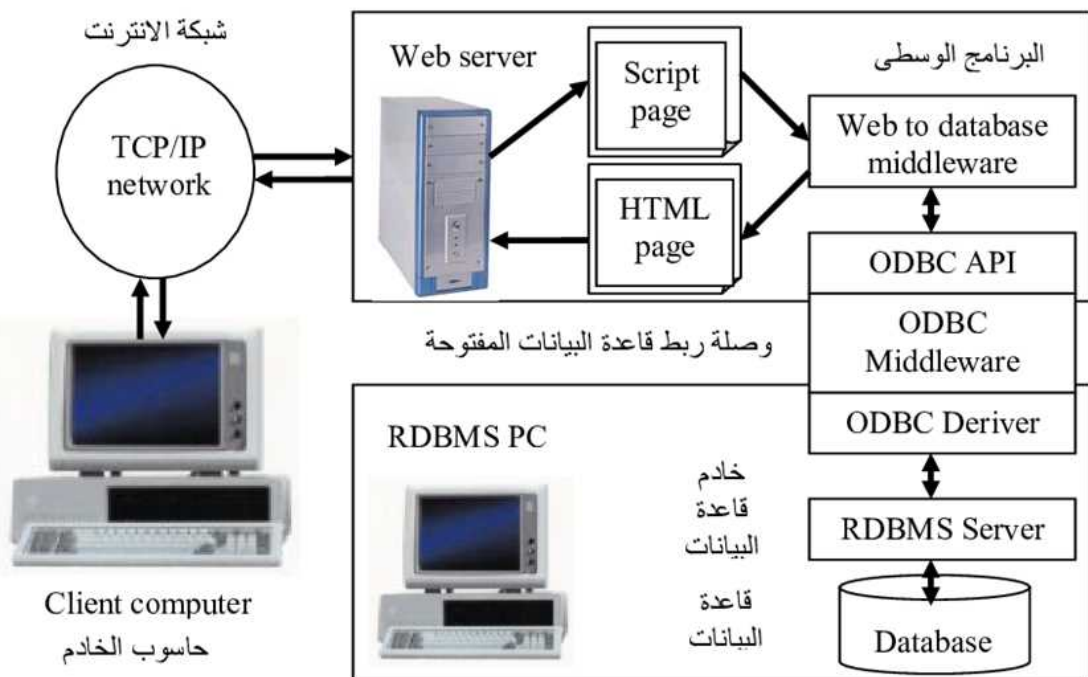 شبكة الانترنت
TCP/IP
network
Client computer
حاسوب الخادم
Web server
Script
page
HTML
page
البرنامج الوسطى
Web to database
middleware
ODBC API
ODBC
Middleware
ODBC Deriver
وصلة ربط قاعدة البيانات المفتوحة
RDBMS PC
خادم
قاعدة
البيانات
RDBMS Server
قاعدة
البيانات
Database